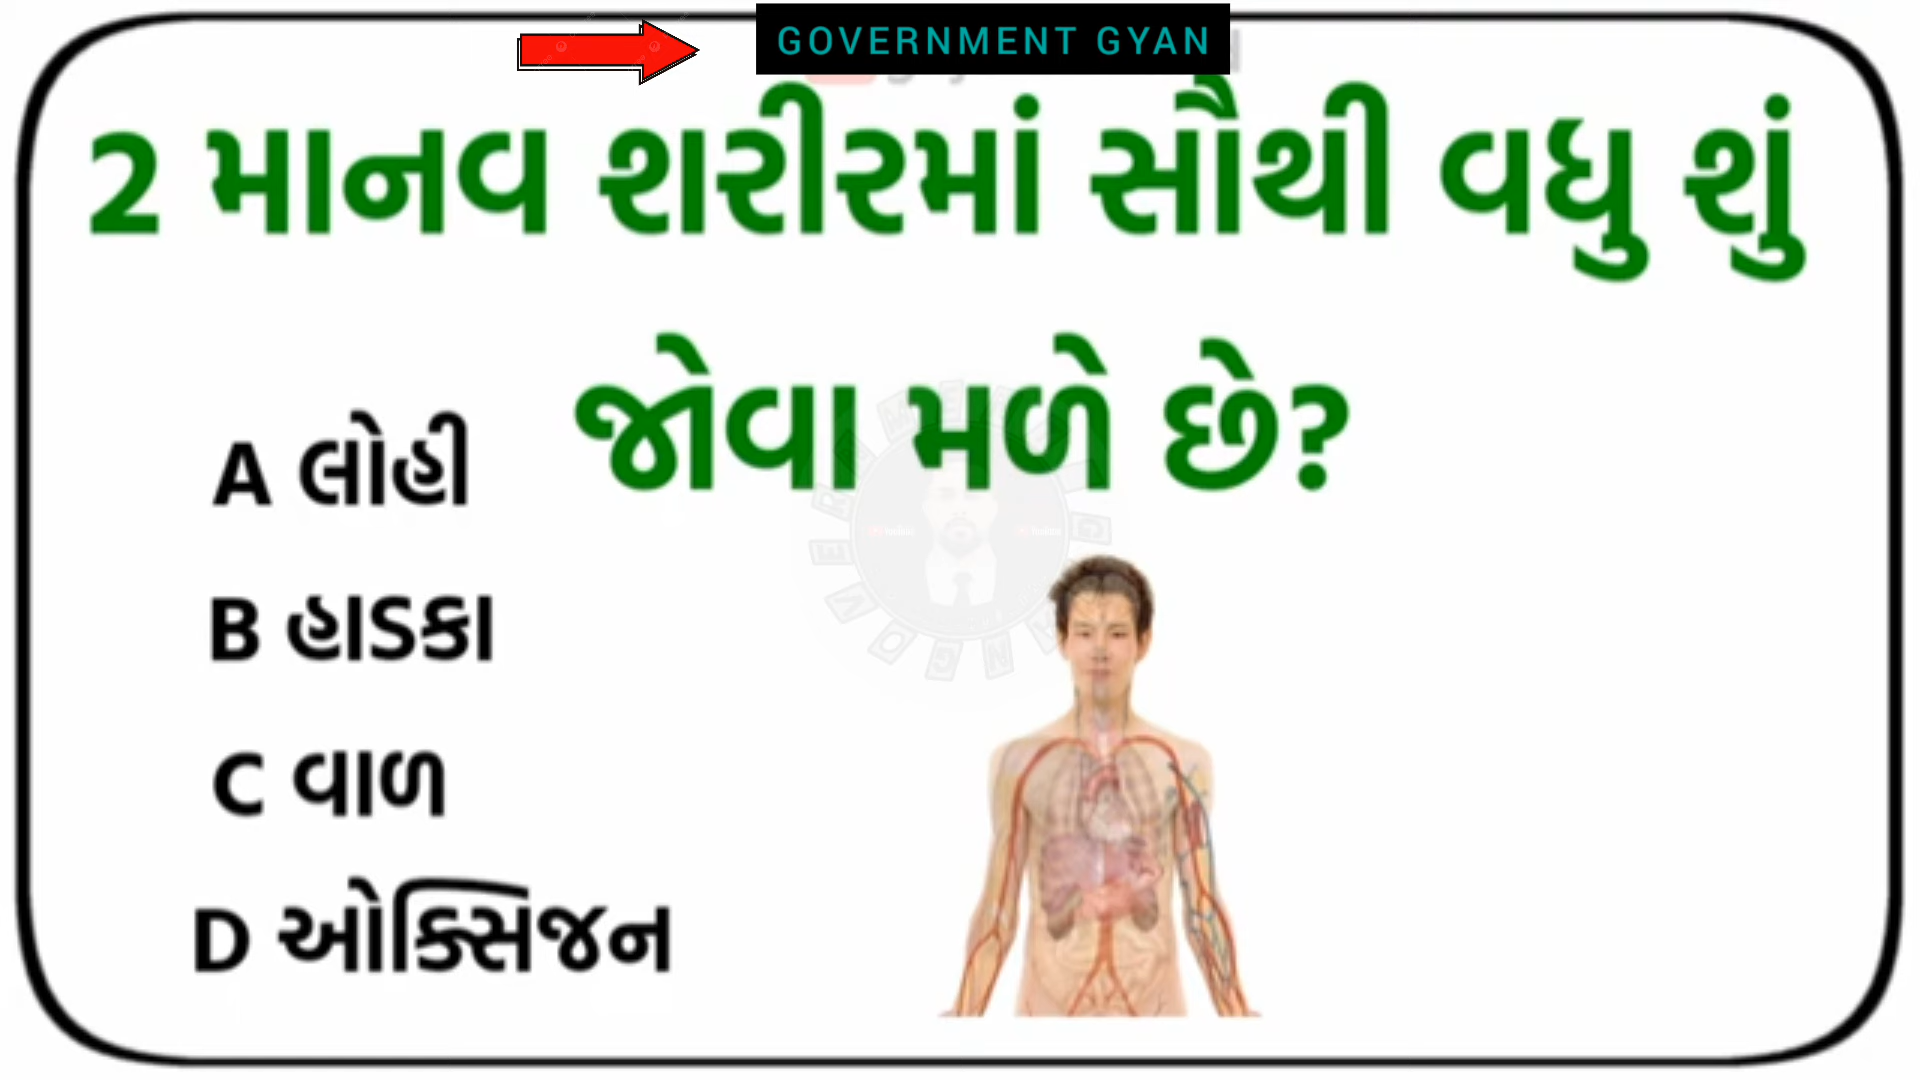 GOVERNMENT GYAN
2 માનવ શરીરમાં સૌથી વધુ શું
જોવા મળે છે?
A લોહી
B હાડકા
C વાળ
D ઓક્સિજન